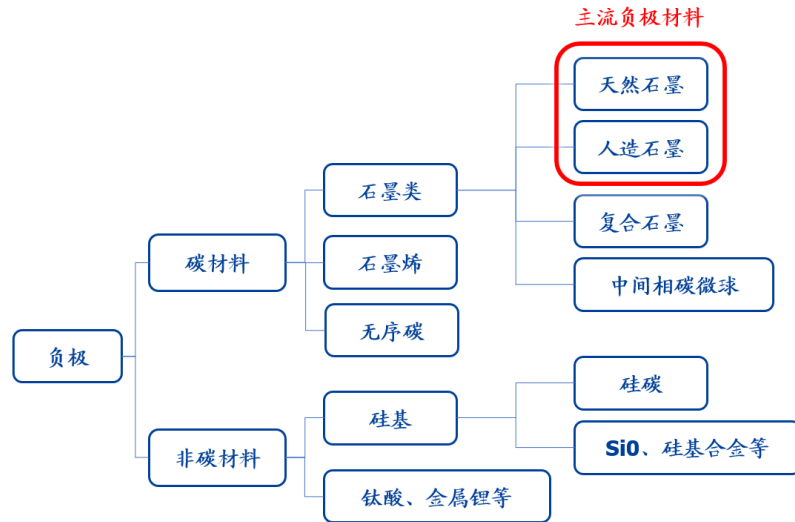 主流负极材料
天然石墨
人造石墨
石墨类
复合石墨
碳材料
石墨烯
中间相碳微球
无序碳
负极
硅碳
硅基
非碳材料
SiO、硅基合金等
钛酸、金属锂等